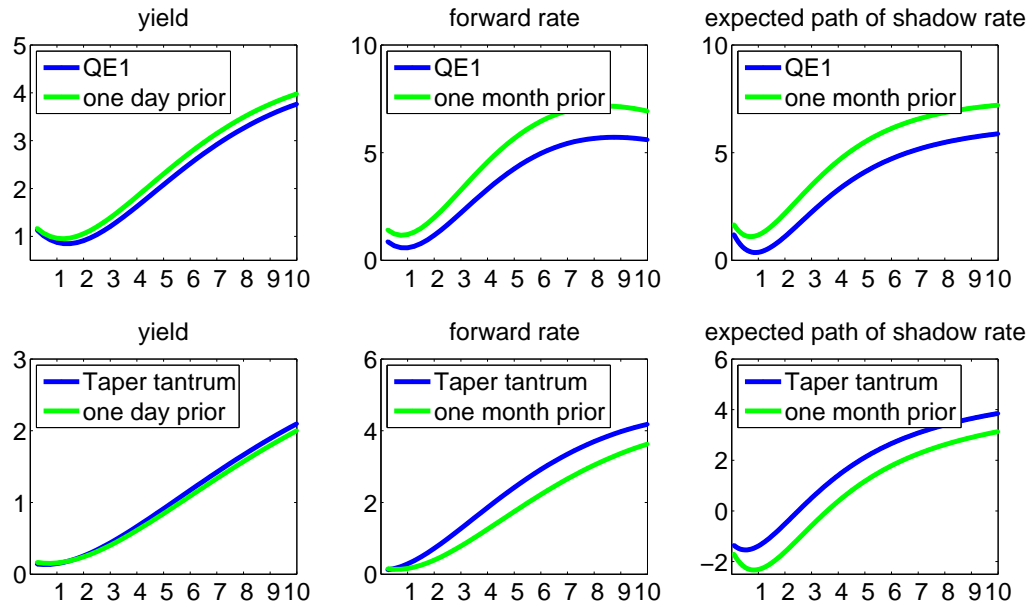 yield
5
4
3
2
1
QE1
one day prior
1 2 3 4 5 6 7 8 9 10
forward rate
10
5
0
QE1
one month prior
1 2 3 4 5 6 7 8 9 10
expected path of shadow rate
10
5
0
QE1
one month prior
1 2 3 4 5 6 7 8 9 10
yield
3
2
1
0
Taper tantrum
one day prior
1 2 3 4 5 6 7 8 9 10
forward rate
6
4
2
0
Taper tantrum
one month prior
1 2 3 4 5 6 7 8 9 10
expected path of shadow rate
6
4
2
0
−2
Taper tantrum
one month prior
1 2 3 4 5 6 7 8 9 10